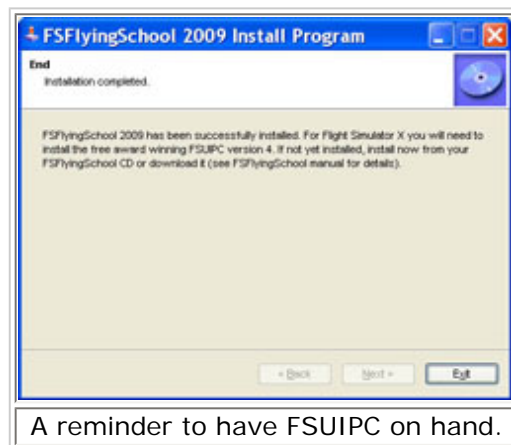 FSFlyingSchool 2009 Install Program
End
Installation completed.
FSFlyingSchool 2009 has been successfully installed. For Flight Simulator X you will need to
install the free award winning FSUIPC version 4. If not yet installed, install now from your
FSFlyingSchool CD or download it (see FSFlyingSchool manual for details).
< Back Next > Exit
A reminder to have FSUIPC on hand.